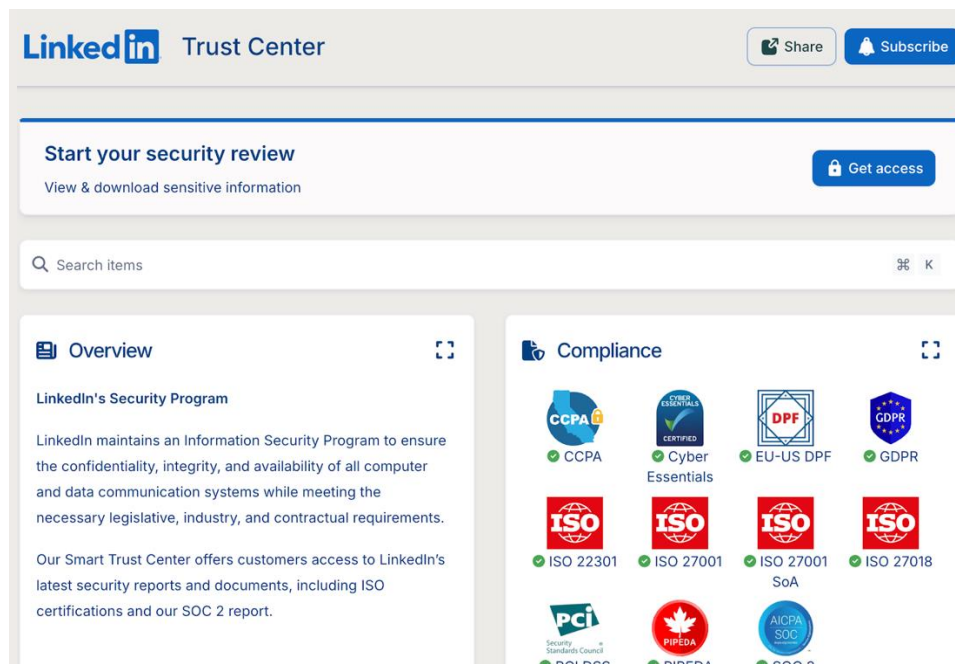 Linked in Trust Center
Share
Subscribe
Start your security review
View & download sensitive information
Get access
Search items
⌘ K
Overview
LinkedIn's Security Program
LinkedIn maintains an Information Security Program to ensure
the confidentiality, integrity, and availability of all computer
and data communication systems while meeting the
necessary legislative, industry, and contractual requirements.
Our Smart Trust Center offers customers access to LinkedIn’s
latest security reports and documents, including ISO
certifications and our SOC 2 report.
Compliance
CCPA
CYBER
ESSENTIALS
CERTIFIED
DPF
GDPR
CCPA
Cyber
Essentials
EU-US DPF
GDPR
ISO
ISO
ISO
ISO
ISO 22301
ISO 27001
ISO 27001
SoA
ISO 27018
PCi
Security
Standards Council
PIPEDA
AICPA
SOC
PIPEDA